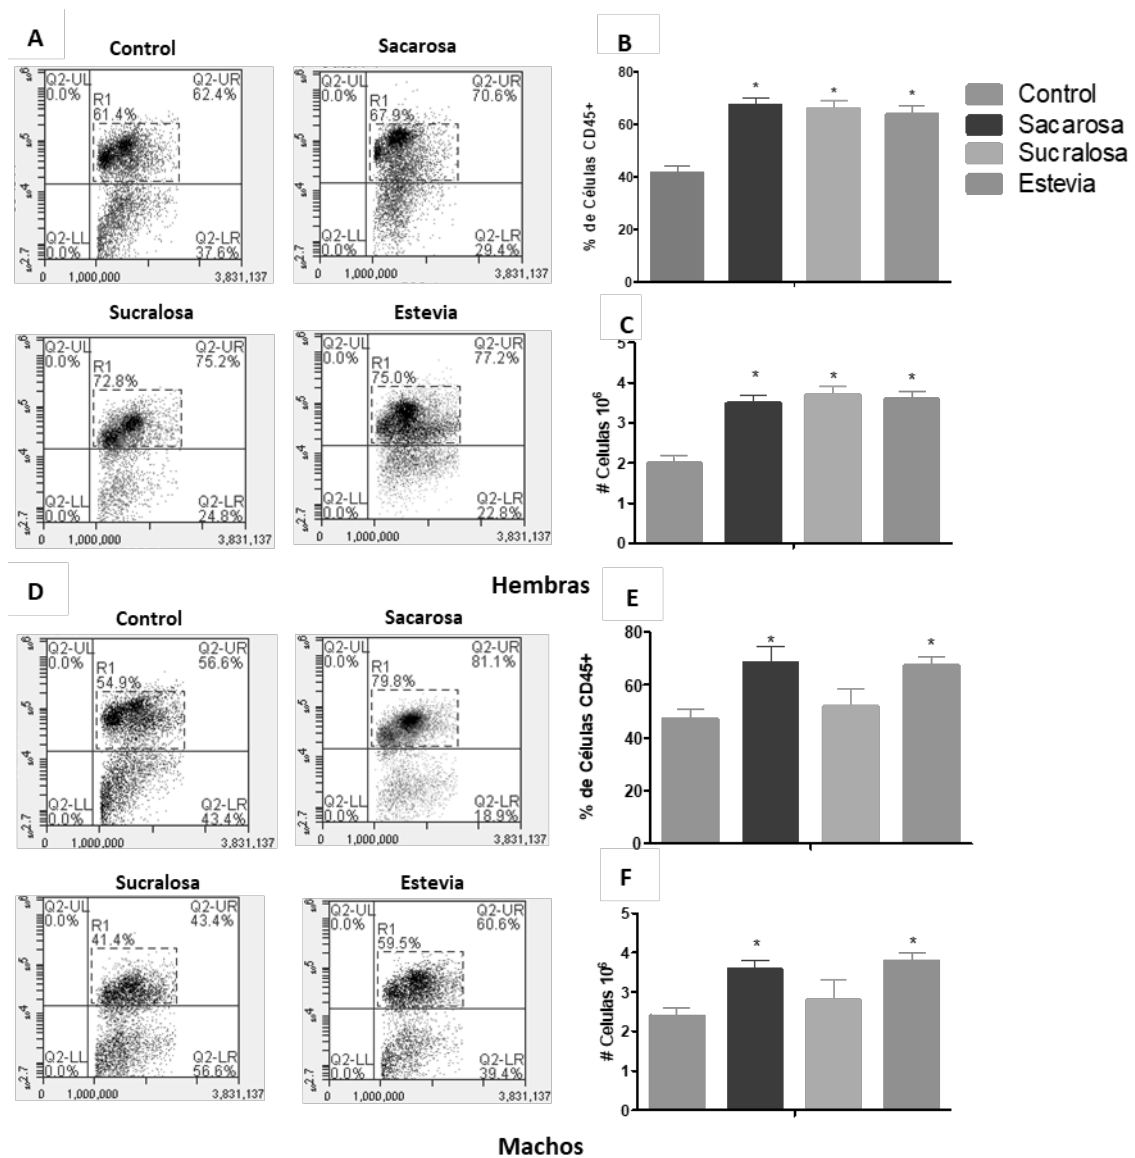 A
Control
Sacarosa
Q2-UL
0.0%
Q2-UR
62.4%
R1
61.4%
Q2-LL
0.0%
Q2-LR
37.6%
0
1,000,000
3,831,137
Q2-UL
0.0%
Q2-UR
70.6%
R1
67.9%
Q2-LL
0.0%
Q2-LR
29.4%
0
1,000,000
3,831,137
Sucralosa
Estevia
Q2-UL
0.0%
Q2-UR
75.2%
R1
72.8%
Q2-LL
0.0%
Q2-LR
24.8%
0
1,000,000
3,831,137
Q2-UL
0.0%
Q2-UR
77.2%
R1
75.0%
Q2-LL
0.0%
Q2-LR
22.8%
0
1,000,000
3,831,137
B
% de Células CD45+
80
60
40
20
0
*
*
*
Control
Sacarosa
Sucralosa
Estevia
C
# Celulas 10⁶
5
4
3
2
1
0
*
*
*
Hembras
D
Control
Sacarosa
Q2-UL
0.0%
Q2-UR
56.6%
R1
54.9%
Q2-LL
0.0%
Q2-LR
43.4%
0
1,000,000
3,831,137
Q2-UL
0.0%
Q2-UR
81.1%
R1
79.8%
Q2-LL
0.0%
Q2-LR
18.9%
0
1,000,000
3,831,137
Sucralosa
Estevia
Q2-UL
0.0%
Q2-UR
43.4%
R1
41.4%
Q2-LL
0.0%
Q2-LR
56.6%
0
1,000,000
3,831,137
Q2-UL
0.0%
Q2-UR
60.6%
R1
59.5%
Q2-LL
0.0%
Q2-LR
39.4%
0
1,000,000
3,831,137
E
% de Células CD45+
80
60
40
20
0
*
*
F
# Celulas 10⁶
5
4
3
2
1
0
*
*
Machos